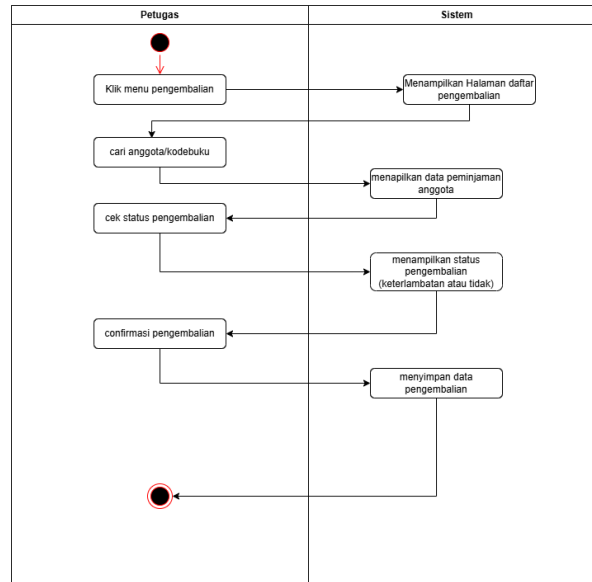 Petugas
Sistem
Klik menu pengembalian
Menampilkan Halaman daftar
pengembalian
cari anggota/kodebuku
menapilkan data peminjaman
anggota
cek status pengembalian
menampilkan status
pengembalian
(keterlambatan atau tidak)
confirmasi pengembalian
menyimpan data
pengembalian